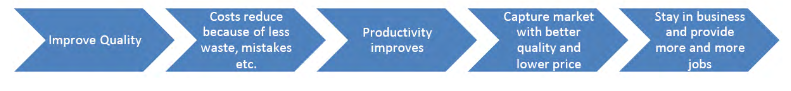 Improve Quality
Costs reduce
because of less
waste, mistakes
etc.
Productivity
improves
Capture market
with better
quality and
lower price
Stay in business
and provide
more and more
jobs